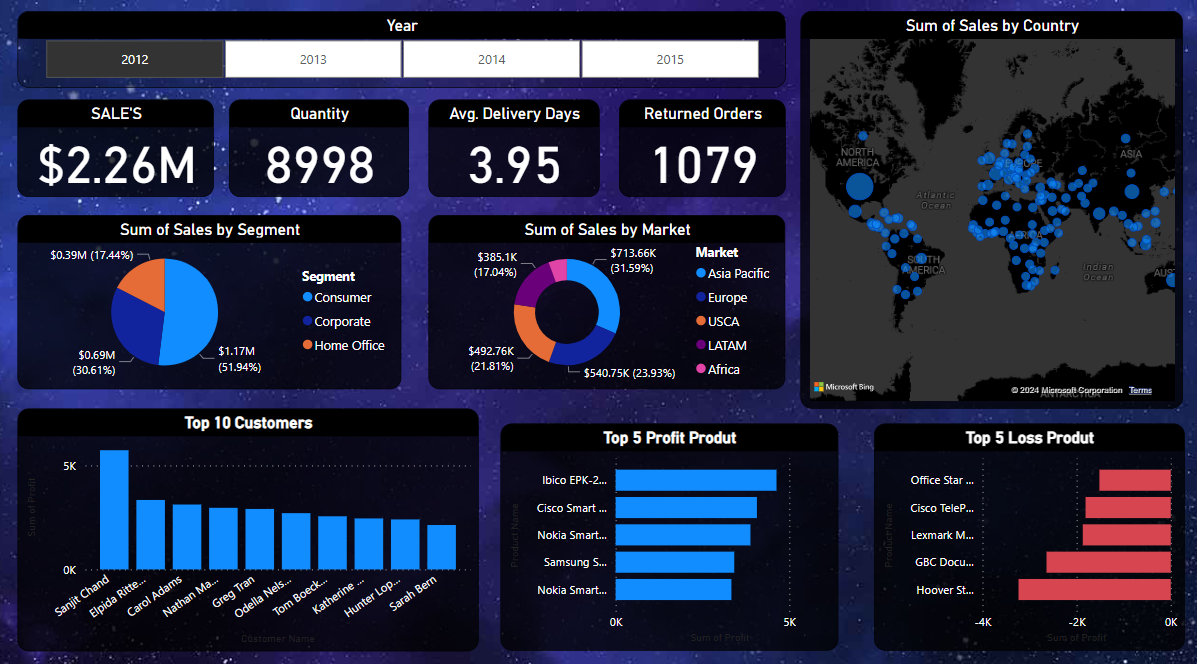 Year
2012
2013
2014
2015
SALE'S
$2.26M
Quantity
8998
Avg. Delivery Days
3.95
Returned Orders
1079
Sum of Sales by Country
NORTH
AMERICA
EUROPE
ASIA
Atlantic
Ocean
AFRICA
SOUTH
AMERICA
Indian
Ocean
AUS
Microsoft Bing
© 2024 Microsoft Corporation Terms
ANTARCTICA
Sum of Sales by Segment
$0.39M (17.44%)
$0.69M
(30.61%)
$1.17M
(51.94%)
Segment
Consumer
Corporate
Home Office
Sum of Sales by Market
$385.1K
(17.04%)
$713.66K
(31.59%)
$492.76K
(21.81%)
$540.75K (23.93%)
Market
Asia Pacific
Europe
USCA
LATAM
Africa
Top 10 Customers
Sum of Profit
5K
0K
Sanjit Chand
Elpida Ritte...
Carol Adams
Nathan Ma...
Greg Tran
Odella Nels...
Tom Boeck...
Katherine ...
Hunter Lop...
Sarah Bern
Customer Name
Top 5 Profit Produt
Product Name
Ibico EPK-2...
Cisco Smart ...
Nokia Smart...
Samsung S...
Nokia Smart...
0K
5K
Sum of Profit
Top 5 Loss Produt
Product Name
Office Star ...
Cisco TeleP...
Lexmark M...
GBC Docu...
Hoover St...
-4K
-2K
0K
Sum of Profit